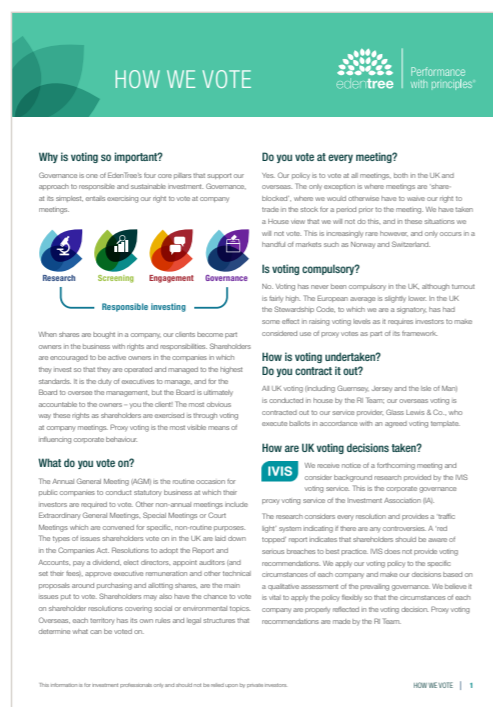 HOW WE VOTE
edentree
Performance
with principles®
Why is voting so important?
Governance is one of EdenTree's four core pillars that support our
approach to responsible and sustainable investment. Governance,
at its simplest, entails exercising our right to vote at company
meetings.
Research
Screening
Engagement
Governance
Responsible investing
When shares are bought in a company, our clients become part
owners in the business with rights and responsibilities. Shareholders
are encouraged to be active owners of the companies in which
they invest so that they are operated and managed to the highest
standards. It is the duty of executives to manage, and for the
Board to oversee the management, but the Board is ultimately
accountable to the owners – you the client! The most obvious
way these rights as shareholders are exercised is through voting
at company meetings. Proxy voting is the most visible means of
influencing corporate behaviour.
What do you vote on?
The Annual General Meeting (AGM) is the routine occasion for
public companies to conduct statutory business at which their
investors are required to vote. Other non-annual meetings include
Extraordinary General Meetings, Special Meetings or Court
Meetings which are convened for specific, non-routine purposes.
The types of issues shareholders vote on in the UK are laid down
in the Companies Act. Resolutions to adopt the Report and
Accounts, pay a dividend, elect directors, appoint auditors (and
set their fees), approve executive remuneration and other technical
proposals around purchasing and allotting shares, are the main
issues put to vote. Shareholders may also have the chance to vote
on shareholder resolutions covering social or environmental topics.
Overseas, each territory has its own rules and legal structures that
determine what can be voted on.
Do you vote at every meeting?
Yes. Our policy is to vote at all meetings, both in the UK and
overseas. The only exception is where meetings are 'share-
blocked', where we would otherwise have to waive our right to
trade in the stock for a period prior to the meeting. We have taken
a House view that we will not do this, and in these situations we
will not vote. This is increasingly rare however, and only occurs in a
handful of markets such as Norway and Switzerland.
Is voting compulsory?
No. Voting has never been compulsory in the UK, although turnout
is fairly high. The European average is slightly lower. In the UK
the Stewardship Code, to which we are a signatory, has had
some effect in raising voting levels as it requires investors to make
considered use of proxy votes as part of its framework.
How is voting undertaken?
Do you contract it out?
All UK voting (including Guernsey, Jersey and the Isle of Man)
is conducted in house by the RI Team; our overseas voting is
contracted out to our service provider, Glass Lewis & Co., who
execute ballots in accordance with an agreed voting template.
How are UK voting decisions taken?
IVIS
We receive notice of a forthcoming meeting and
consider background research provided by the IVIS
voting service. This is the corporate governance
proxy voting service of the Investment Association (IA).
The research considers every resolution and provides a 'traffic
light' system indicating if there are any controversies. A 'red
topped' report indicates that shareholders should be aware of
serious breaches to best practice. IVIS does not provide voting
recommendations. We apply our voting policy to the specific
circumstances of each company and make our decisions based on
a qualitative assessment of the prevailing governance. We believe it
is vital to apply the policy flexibly so that the circumstances of each
company are properly reflected in the voting decision. Proxy voting
recommendations are made by the RI Team.
This information is for investment professionals only and should not be relied upon by private investors.
HOW WE VOTE | 1